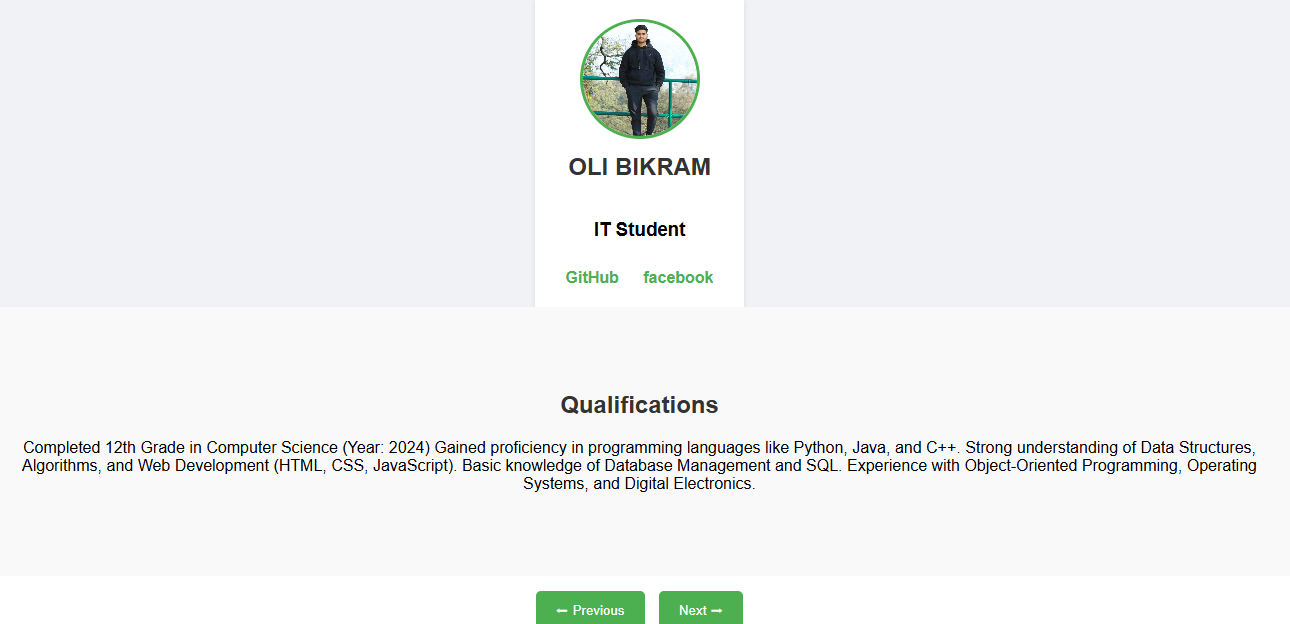 OLI BIKRAM
IT Student
GitHub facebook
Qualifications
Completed 12th Grade in Computer Science (Year: 2024) Gained proficiency in programming languages like Python, Java, and C++. Strong understanding of Data Structures,
Algorithms, and Web Development (HTML, CSS, JavaScript). Basic knowledge of Database Management and SQL. Experience with Object-Oriented Programming, Operating
Systems, and Digital Electronics.
← Previous Next →